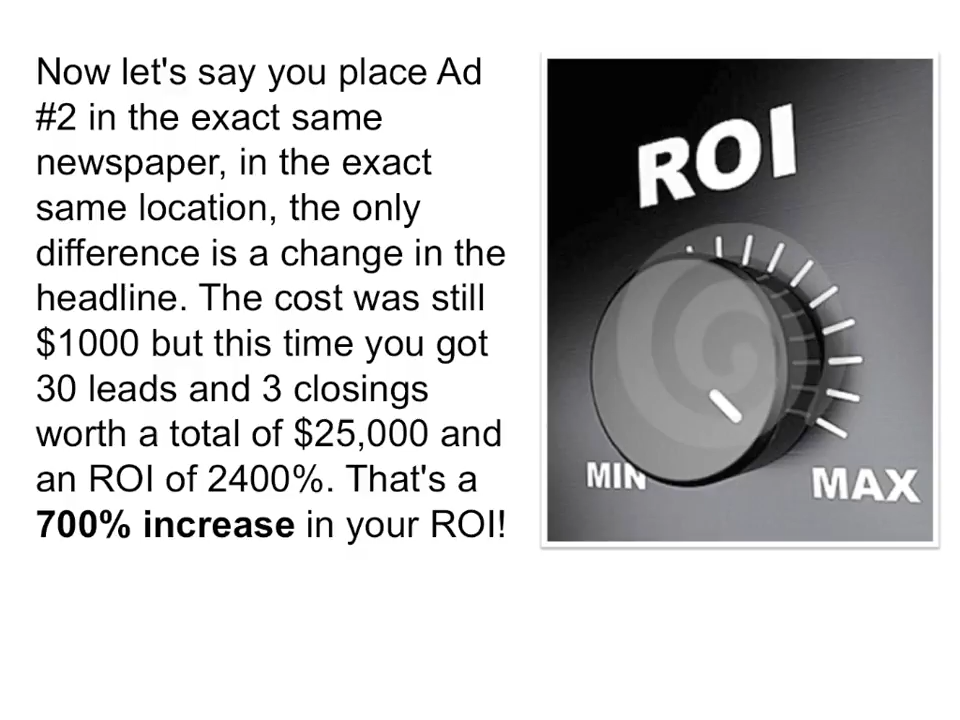 Now let's say you place Ad
#2 in the exact same
newspaper, in the exact
same location, the only
difference is a change in the
headline. The cost was still
$1000 but this time you got
30 leads and 3 closings
worth a total of $25,000 and
an ROI of 2400%. That's a
700% increase in your ROI!
ROI
MIN
MAX